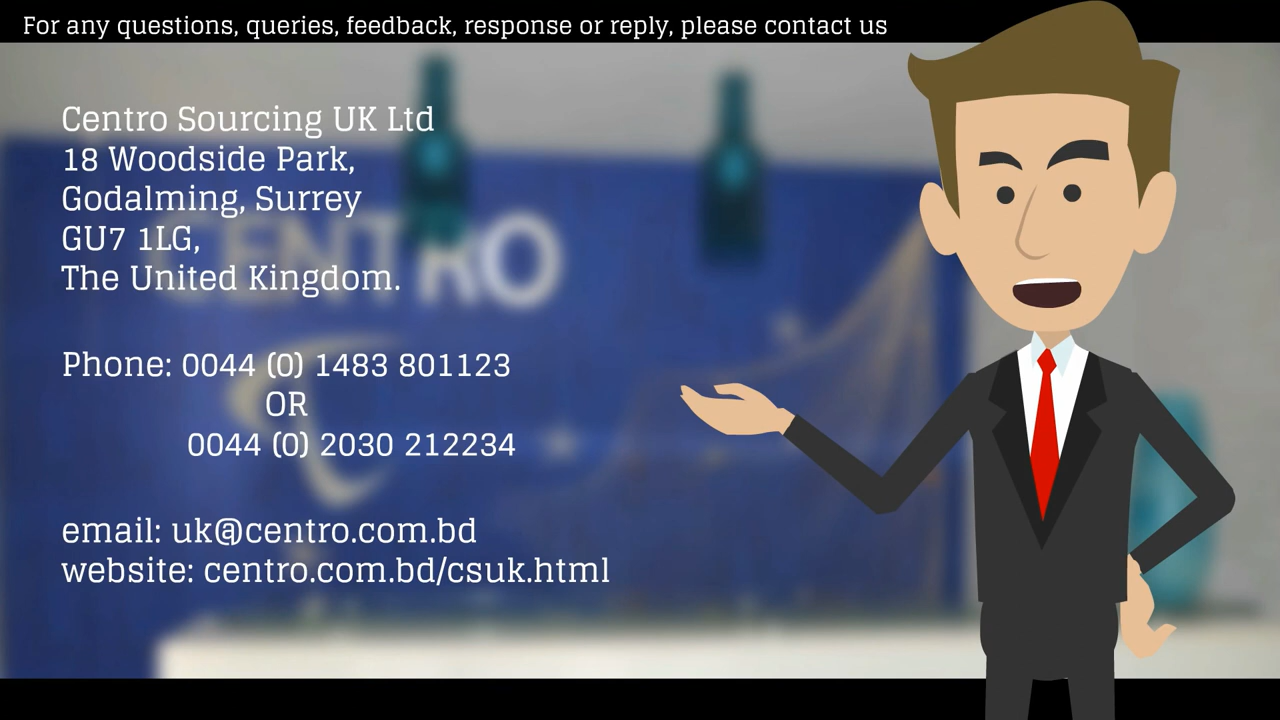 For any questions, queries, feedback, response or reply, please contact us
Centro Sourcing UK Ltd
18 Woodside Park,
Godalming, Surrey
GU7 1LG,
The United Kingdom.
Phone: 0044 (0) 1483 801123
OR
0044 (0) 2030 212234
email: uk@centro.com.bd
website: centro.com.bd/csuk.html
CENTRO